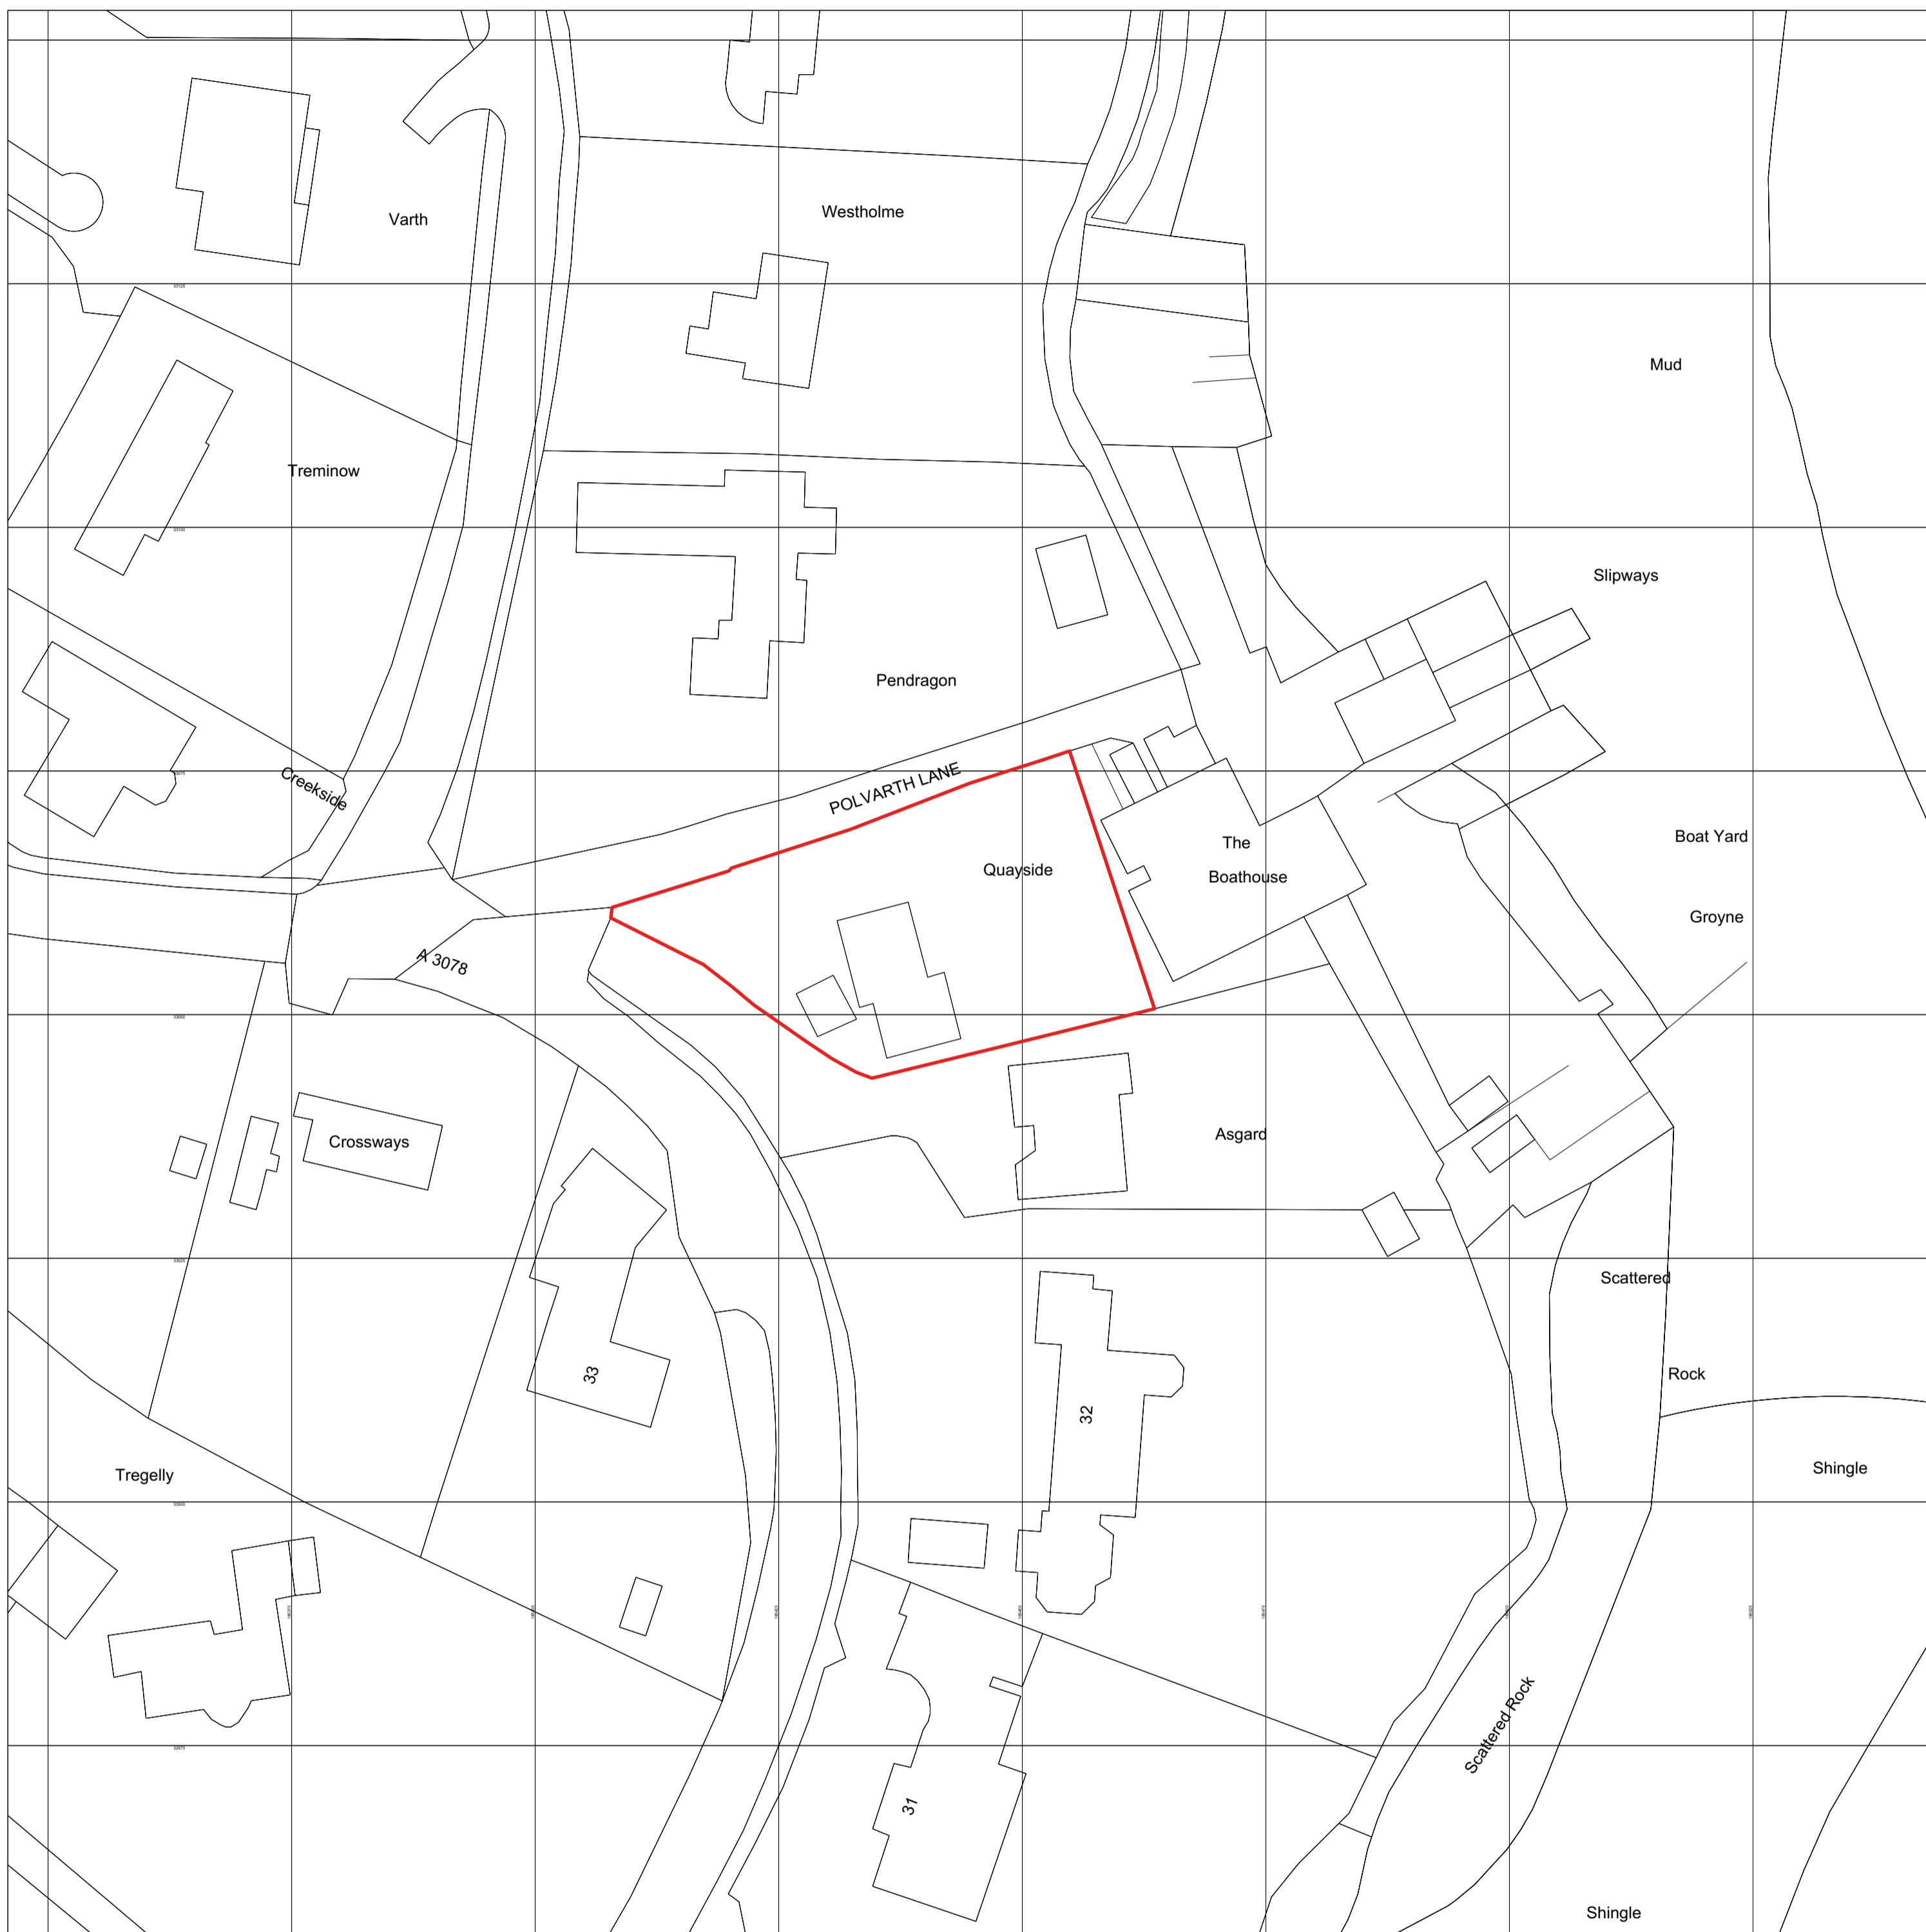 Varth
Westholme
Mud
Treminow
Slipways
Pendragon
Creekside
POLVARTH LANE
Boat Yard
The
Boathouse
Quayside
Groyne
A 3078
Asgard
Crossways
Scattered
Rock
33
32
Shingle
Tregelly
Scattered Rock
31
Shingle